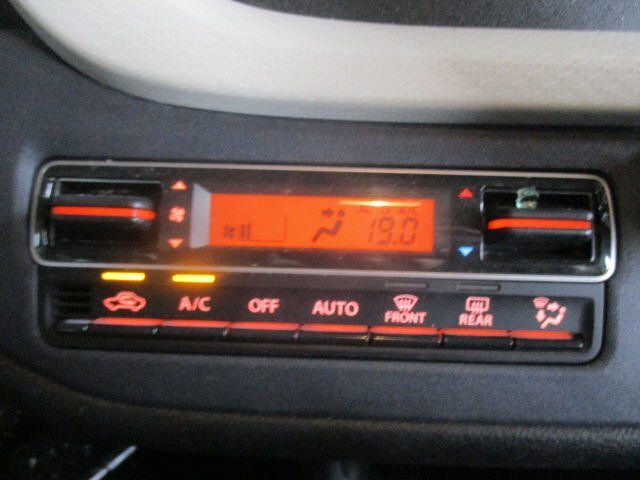 AUTO A/C
19.0
A/C OFF AUTO FRONT REAR